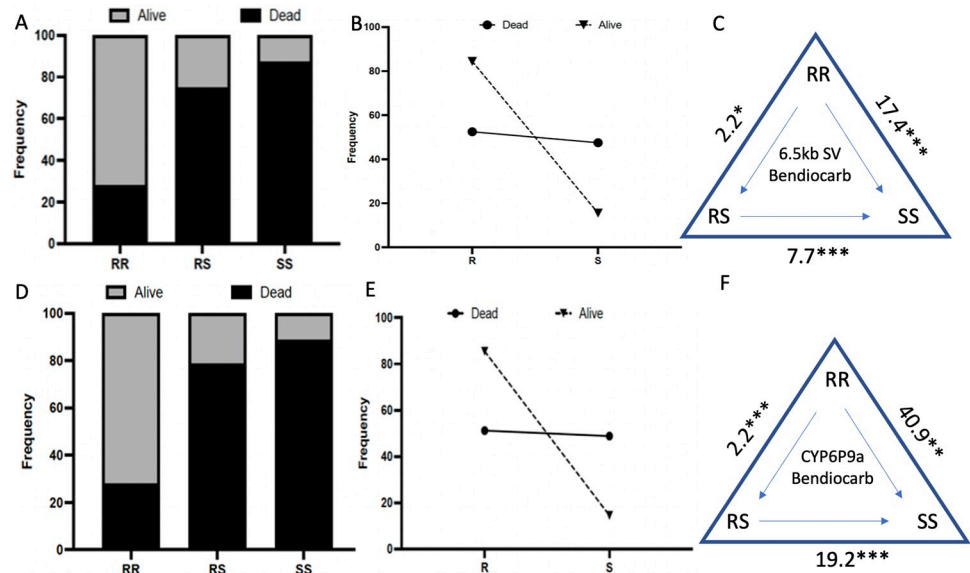 A
Alive
Dead
Frequency
100
80
60
40
20
0
RR
RS
SS
B
Dead
Alive
Frequency
100
80
60
40
20
0
R
S
C
RR
2.2*
17.4***
6.5kb SV
Bendiocarb
RS
SS
7.7***
D
Alive
Dead
Frequency
100
80
60
40
20
0
RR
RS
SS
E
Dead
Alive
Frequency
100
80
60
40
20
0
R
S
F
RR
2.2***
40.9**
CYP6P9a
Bendiocarb
RS
SS
19.2***